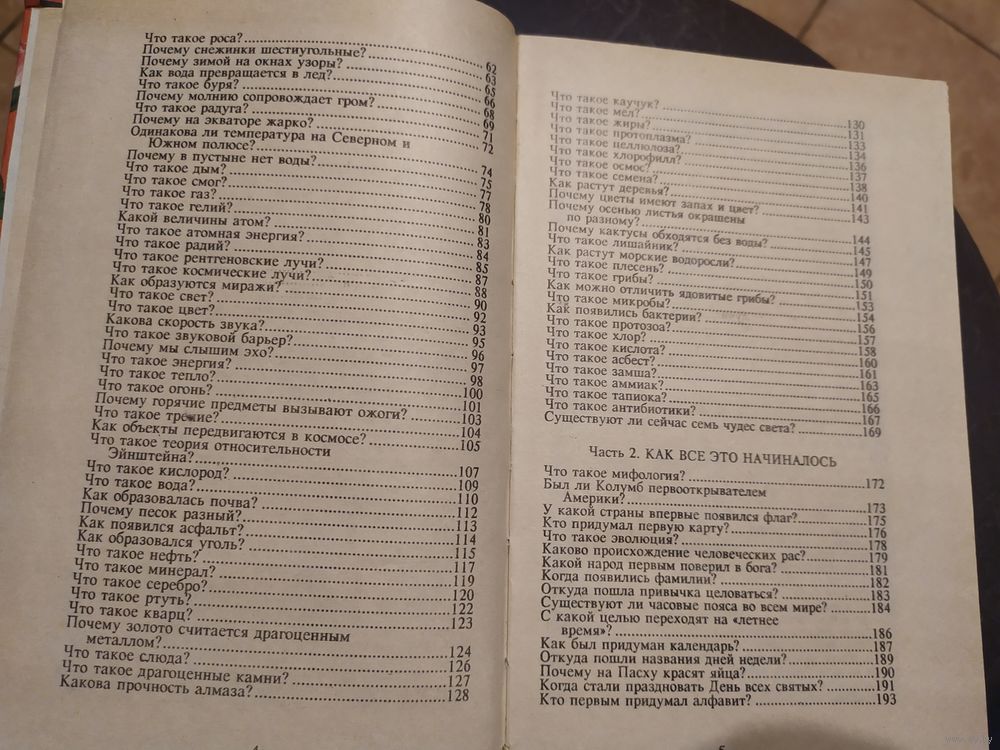 Что такое роса? 62
Почему снежинки шестиугольные? 63
Почему зимой на окнах узоры? 65
Как вода превращается в лед? 66
Что такое буря? 68
Почему молнию сопровождает гром? 69
Что такое радуга? 71
Почему на экваторе жарко? 72
Одинакова ли температура на Северном и
Южном полюсе? 74
Почему в пустыне нет воды? 75
Что такое дым? 77
Что такое смог? 78
Что такое газ? 80
Что такое гелий? 81
Какой величины атом? 83
Что такое атомная энергия? 84
Что такое радий? 85
Что такое рентгеновские лучи? 87
Что такое космические лучи? 88
Как образуются миражи? 90
Что такое свет? 92
Что такое цвет? 93
Какова скорость звука? 95
Что такое звуковой барьер? 96
Почему мы слышим эхо? 97
Что такое энергия? 98
Что такое тепло? 100
Что такое огонь? 101
Почему горячие предметы вызывают ожоги? 103
Что такое трение? 104
Как объекты передвигаются в космосе? 105
Что такое теория относительности
Эйнштейна? 107
Что такое кислород? 109
Что такое вода? 110
Как образовалась почва? 112
Почему песок разный? 113
Как появился асфальт? 114
Как образовался уголь? 115
Что такое нефть? 117
Что такое минерал? 119
Что такое серебро? 120
Что такое ртуть? 122
Что такое кварц? 123
Почему золото считается драгоценным
металлом? 124
Что такое слюда? 126
Что такое драгоценные камни? 127
Какова прочность алмаза? 128
Что такое каучук? 130
Что такое мел? 131
Что такое жиры? 133
Что такое протоплазма? 134
Что такое целлюлоза? 136
Что такое хлорофилл? 137
Что такое осмос? 138
Что такое семена? 140
Как растут деревья? 141
Почему цветы имеют запах и цвет? 143
Почему осенью листья окрашены
по разному? 144
Почему кактусы обходятся без воды? 145
Что такое лишайник? 147
Как растут морские водоросли? 149
Что такое плесень? 150
Что такое грибы? 151
Как можно отличить ядовитые грибы? 153
Что такое микробы? 154
Как появились бактерии? 156
Что такое протозоа? 157
Что такое хлор? 158
Что такое кислота? 160
Что такое асбест? 161
Что такое замша? 163
Что такое аммиак? 165
Что такое тапиока? 166
Что такое антибиотики? 167
Существуют ли сейчас семь чудес света? 169
Часть 2. КАК ВСЕ ЭТО НАЧИНАЛОСЬ
Что такое мифология? 172
Был ли Колумб первооткрывателем
Америки? 173
У какой страны впервые появился флаг? 175
Кто придумал первую карту? 176
Что такое эволюция? 178
Каково происхождение человеческих рас? 179
Какой народ первым поверил в бога? 181
Когда появились фамилии? 182
Откуда пошла привычка целоваться? 183
Существуют ли часовые пояса во всем мире? 184
С какой целью переходят на «летнее
время»? 186
Как был придуман календарь? 187
Откуда пошли названия дней недели? 189
Почему на Пасху красят яйца? 190
Когда стали праздновать День всех святых? 191
Кто первым придумал алфавит? 193